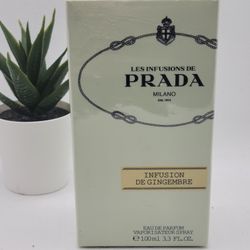 LES INFUSIONS DE
PRADA
MILANO
DAL 1913
INFUSION
DE GINGEMBRE
EAU DE PARFUM
VAPORISATEUR SPRAY
℮ 100 ml 3.3 FL. OZ.